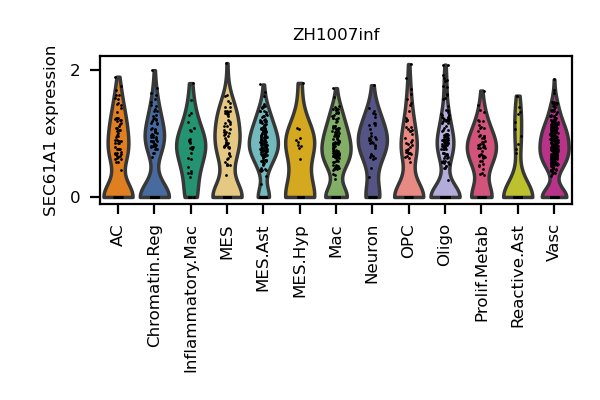 ZH1007inf
SEC61A1 expression
2
0
AC
Chromatin.Reg
Inflammatory.Mac
MES
MES.Ast
MES.Hyp
Mac
Neuron
OPC
Oligo
Prolif.Metab
Reactive.Ast
Vasc